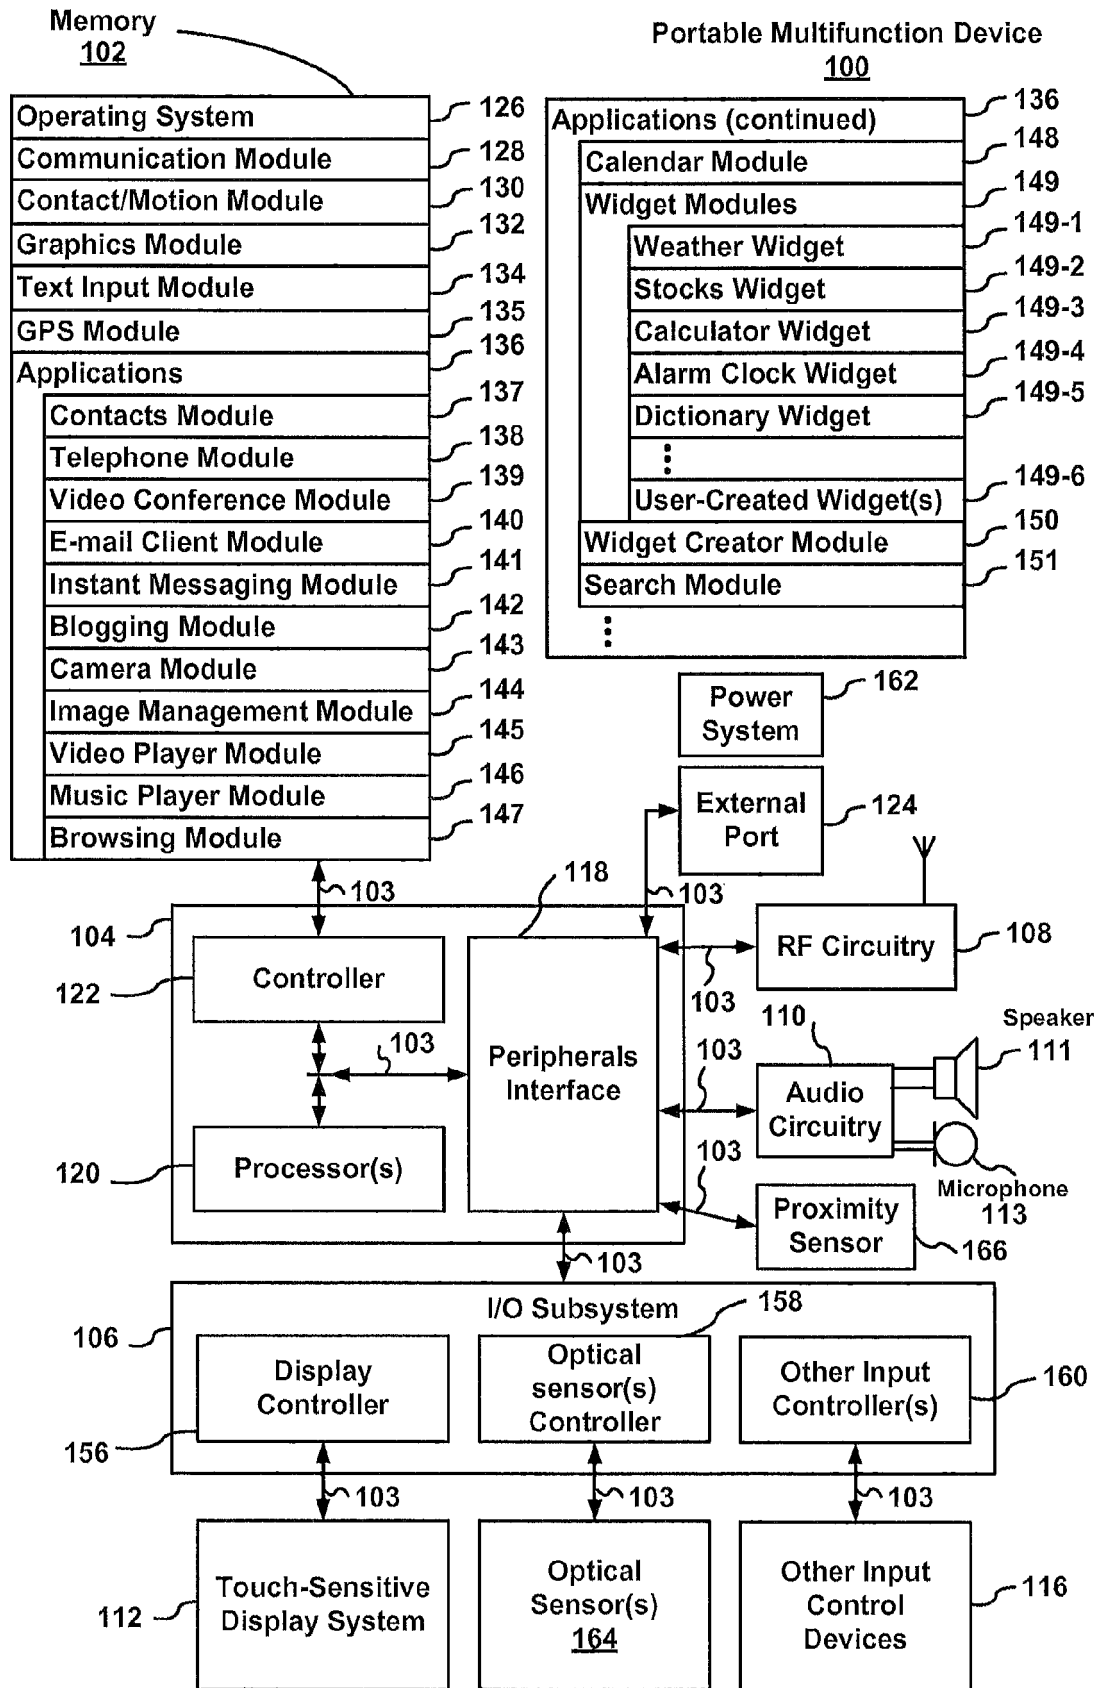 Memory
102
Portable Multifunction Device
100
Operating System 126
Communication Module 128
Contact/Motion Module 130
Graphics Module 132
Text Input Module 134
GPS Module 135
Applications 136
Contacts Module 137
Telephone Module 138
Video Conference Module 139
E-mail Client Module 140
Instant Messaging Module 141
Blogging Module 142
Camera Module 143
Image Management Module 144
Video Player Module 145
Music Player Module 146
Browsing Module 147
Applications (continued) 136
Calendar Module 148
Widget Modules 149
Weather Widget 149-1
Stocks Widget 149-2
Calculator Widget 149-3
Alarm Clock Widget 149-4
Dictionary Widget 149-5
User-Created Widget(s) 149-6
Widget Creator Module 150
Search Module 151
Power
System
162
External
Port
124
103
103
118
104
Controller
122
103
Peripherals
Interface
Processor(s)
120
RF Circuitry
108
103
110
Speaker
111
103
Audio
Circuitry
Microphone
113
103
Proximity
Sensor
166
103
I/O Subsystem
106
158
Display
Controller
156
Optical
sensor(s)
Controller
Other Input
Controller(s)
160
103
103
103
Touch-Sensitive
Display System
112
Optical
Sensor(s)
164
Other Input
Control
Devices
116